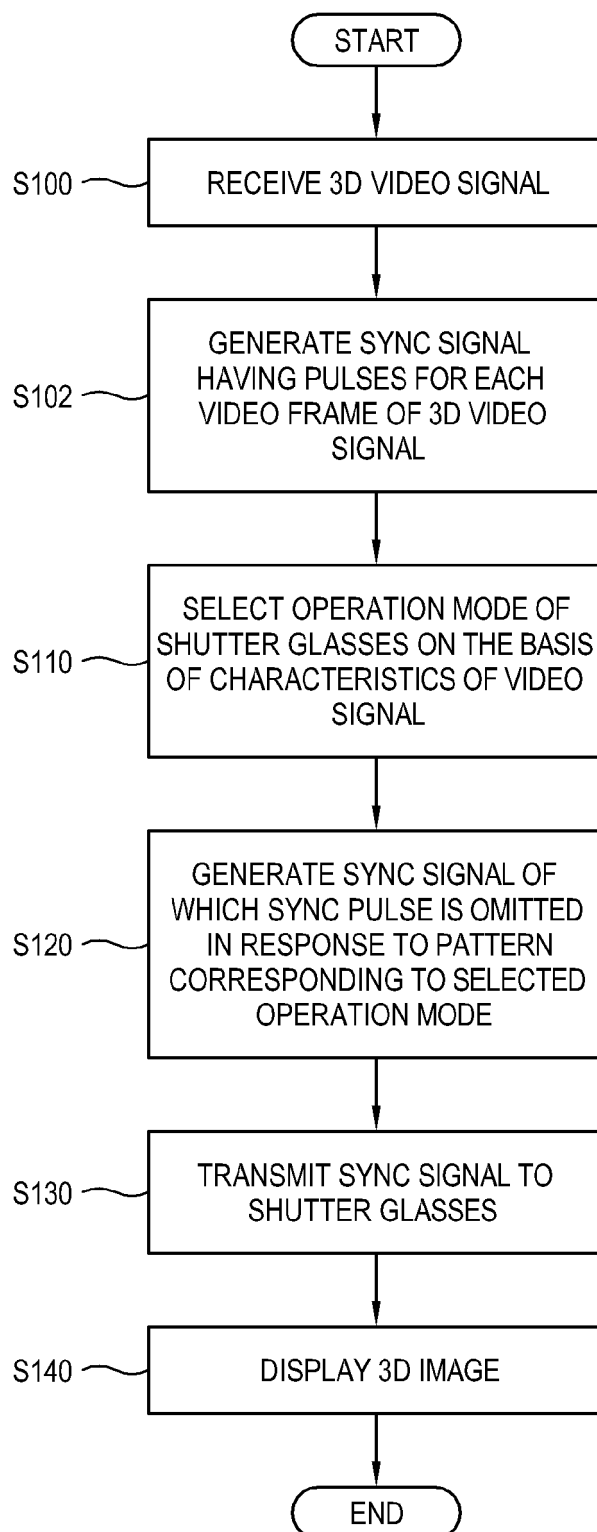 START
S100
RECEIVE 3D VIDEO SIGNAL
S102
GENERATE SYNC SIGNAL
HAVING PULSES FOR EACH
VIDEO FRAME OF 3D VIDEO
SIGNAL
S110
SELECT OPERATION MODE OF
SHUTTER GLASSES ON THE BASIS
OF CHARACTERISTICS OF VIDEO
SIGNAL
S120
GENERATE SYNC SIGNAL OF
WHICH SYNC PULSE IS OMITTED
IN RESPONSE TO PATTERN
CORRESPONDING TO SELECTED
OPERATION MODE
S130
TRANSMIT SYNC SIGNAL TO
SHUTTER GLASSES
S140
DISPLAY 3D IMAGE
END